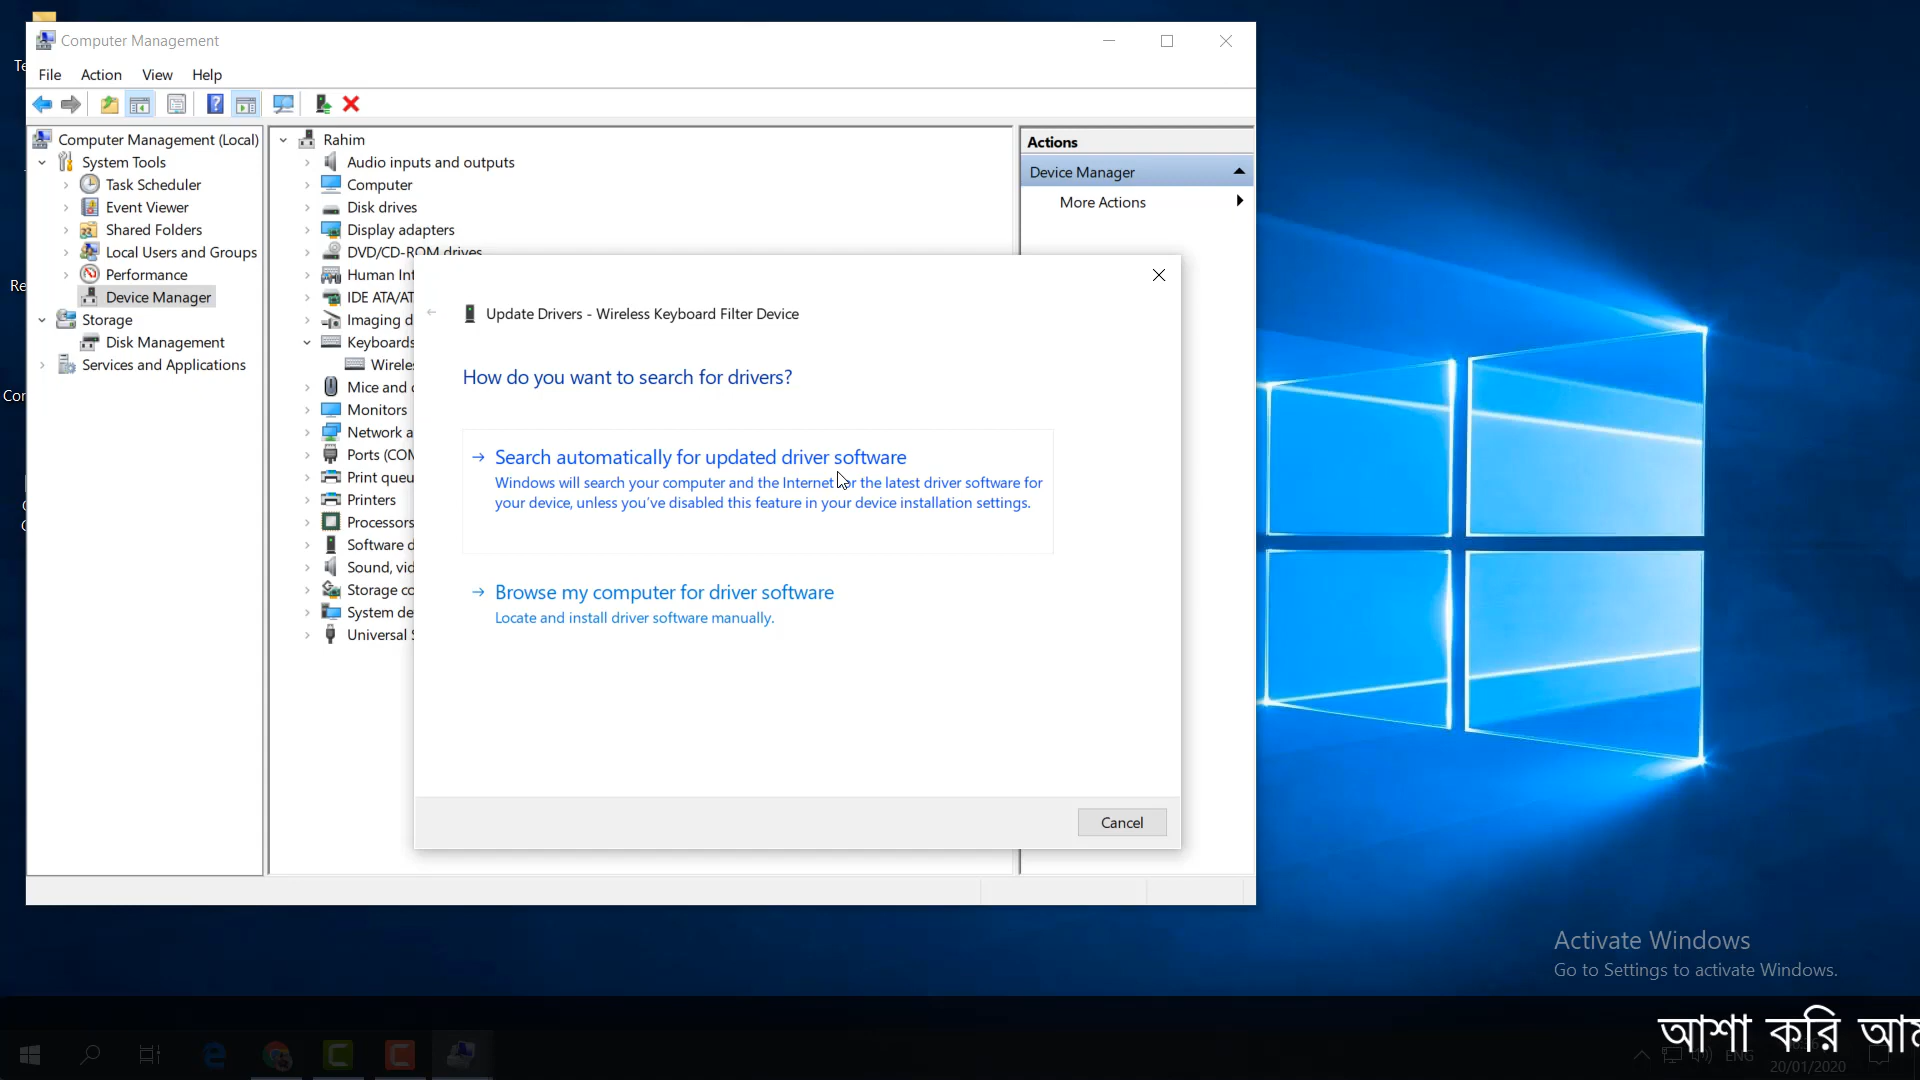 Computer Management
File Action View Help
Computer Management (Local)
System Tools
Task Scheduler
Event Viewer
Shared Folders
Local Users and Groups
Performance
Device Manager
Storage
Disk Management
Services and Applications
Rahim
Audio inputs and outputs
Computer
Disk drives
Display adapters
DVD/CD-ROM drives
Human
IDE ATA/AT
Imaging
Keyboards
Mice and
Monitors
Network
Ports (COM
Print
Printers
Processors
Software
Sound,
Storage
System
Universal
Actions
Device Manager
More Actions
Update Drivers - Wireless Keyboard Filter Device
How do you want to search for drivers?
Search automatically for updated driver software
Windows will search your computer and the Internet for the latest driver software for
your device, unless you've disabled this feature in your device installation settings.
Browse my computer for driver software
Locate and install driver software manually.
Cancel
Activate Windows
Go to Settings to activate Windows.
আশা করি
ENG
20/01/2020